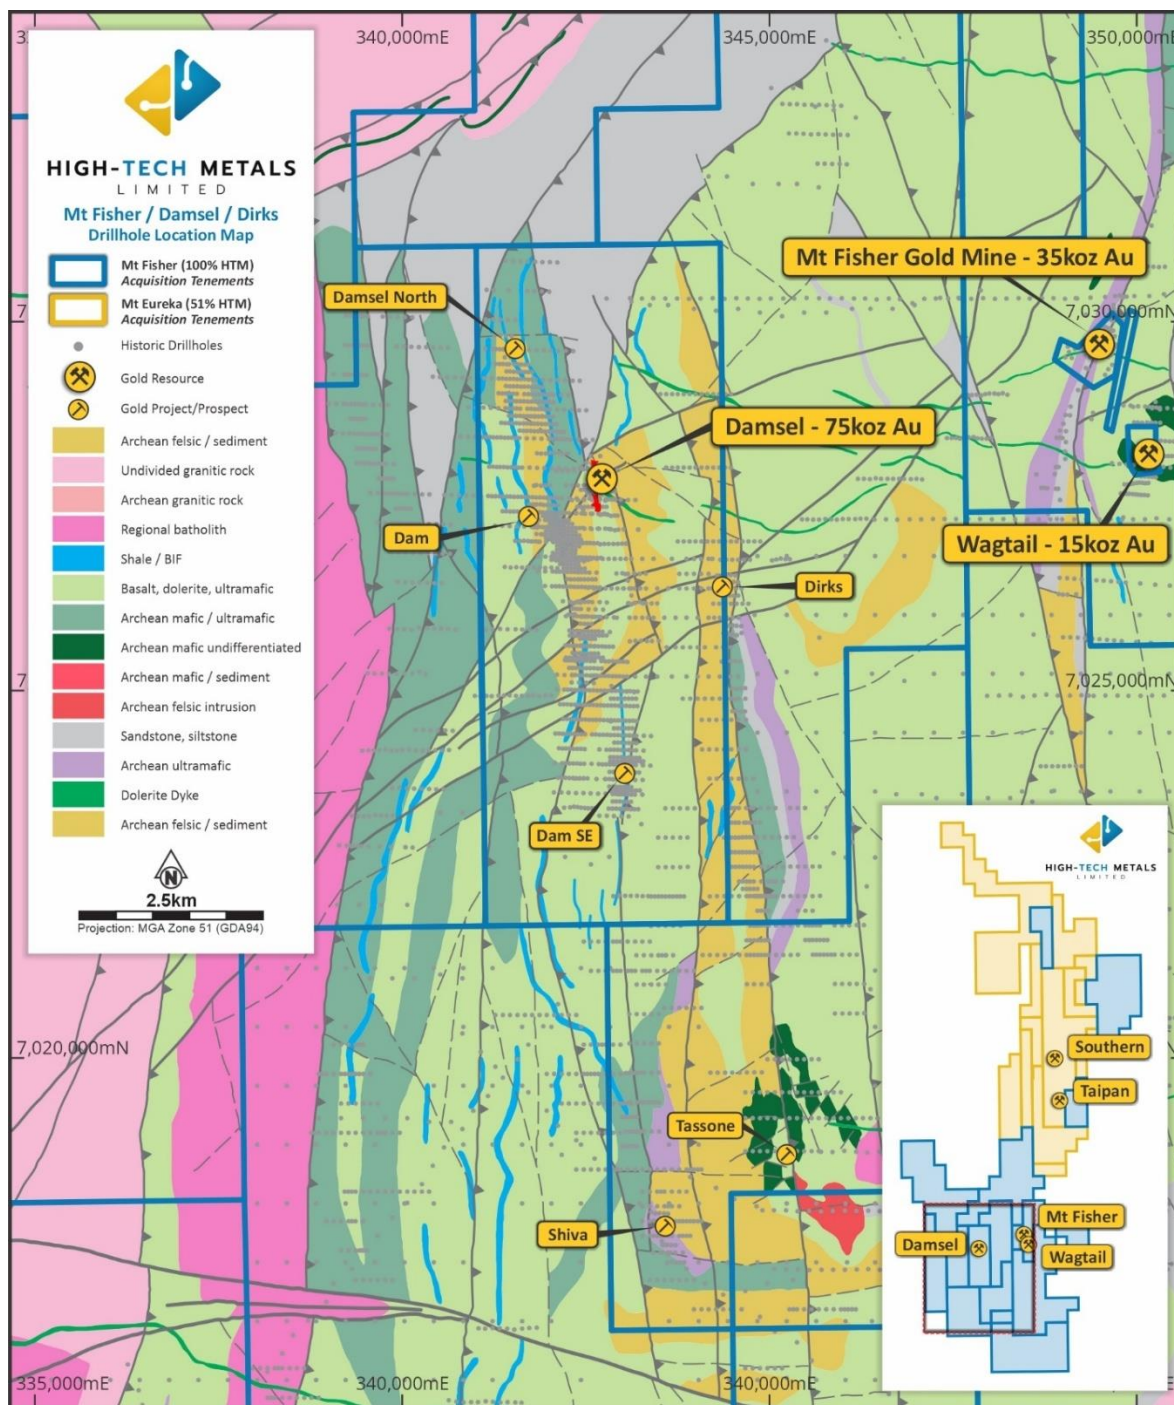 340,000mE
345,000mE
350,000mE
HIGH-TECH METALS
LIMITED
Mt Fisher / Damsel / Dirks
Drillhole Location Map
Mt Fisher (100% HTM)
Acquisition Tenements
Mt Eureka (51% HTM)
Acquisition Tenements
Historic Drillholes
Gold Resource
Gold Project/Prospect
Archean felsic / sediment
Undivided granitic rock
Archean granitic rock
Regional batholith
Shale / BIF
Basalt, dolerite, ultramafic
Archean mafic / ultramafic
Archean mafic undifferentiated
Archean mafic / sediment
Archean felsic intrusion
Sandstone, siltstone
Archean ultramafic
Dolerite Dyke
Archean felsic / sediment
N
2.5km
Projection: MGA Zone 51 (GDA94)
Mt Fisher Gold Mine - 35koz Au
Damsel North
7,030,000mN
Damsel - 75koz Au
Dam
Wagtail - 15koz Au
Dirks
7,025,000mN
Dam SE
7,020,000mN
Tassone
Shiva
335,000mE
340,000mE
340,000mE
HIGH-TECH METALS
LIMITED
Southern
Taipan
Mt Fisher
Damsel
Wagtail